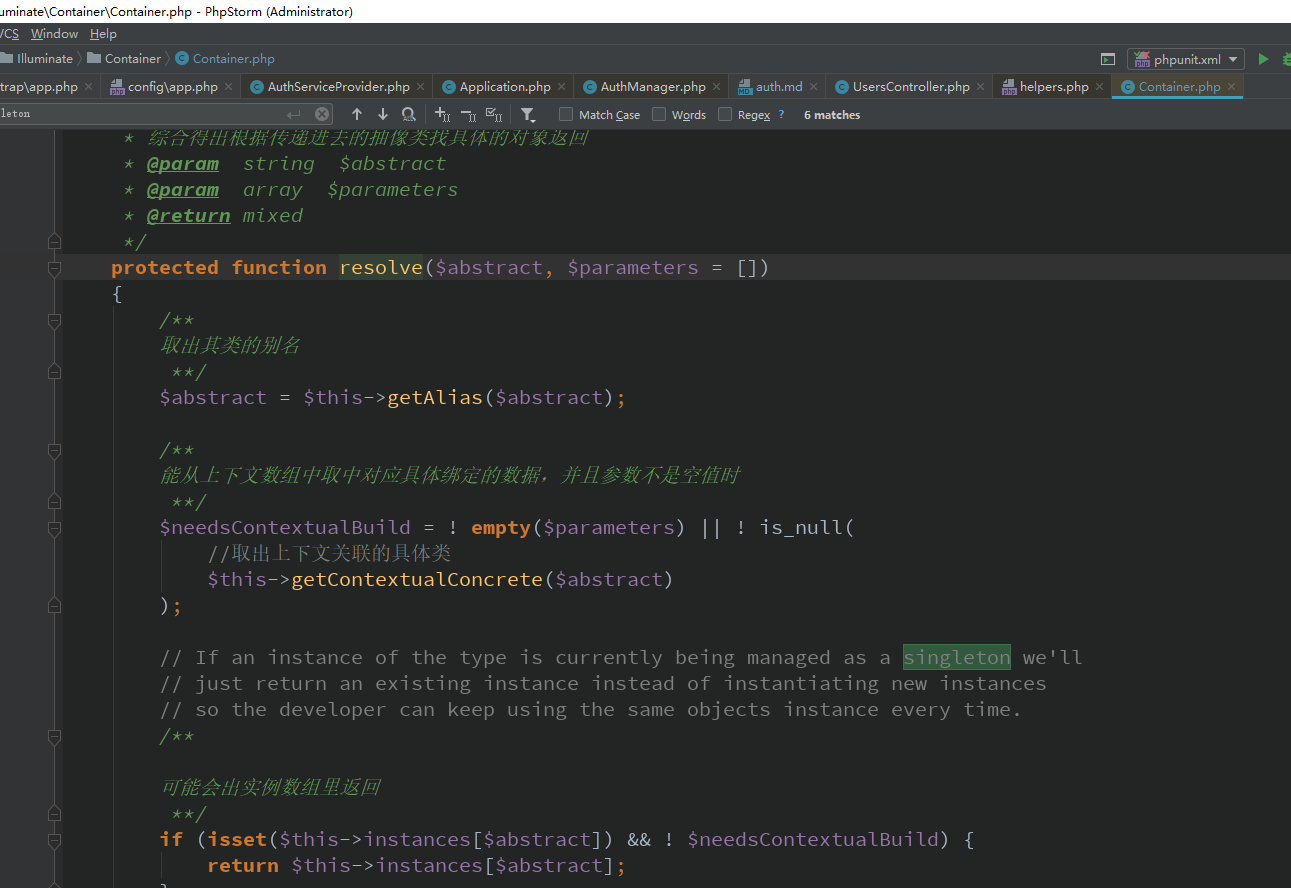 uminate\Container\Container.php - PhpStorm (Administrator)
VCS Window Help
Illuminate Container Container.php phpunit.xml
trap\app.php config\app.php AuthServiceProvider.php Application.php AuthManager.php auth.md UsersController.php helpers.php Container.php
leton Match Case Words Regex ? 6 matches
* 综合得出根据传递进去的抽像类找具体的对象返回
* @param string $abstract
* @param array $parameters
* @return mixed
*/
protected function resolve($abstract, $parameters = [])
{
/**
取出其类的别名
**/
$abstract = $this->getAlias($abstract);
/**
能从上下文数组中取中对应具体绑定的数据，并且参数不是空值时
**/
$needsContextualBuild = ! empty($parameters) || ! is_null(
//取出上下文关联的具体类
$this->getContextualConcrete($abstract)
);
// If an instance of the type is currently being managed as a singleton we'll
// just return an existing instance instead of instantiating new instances
// so the developer can keep using the same objects instance every time.
/**
可能会出实例数组里返回
**/
if (isset($this->instances[$abstract]) && ! $needsContextualBuild) {
return $this->instances[$abstract];